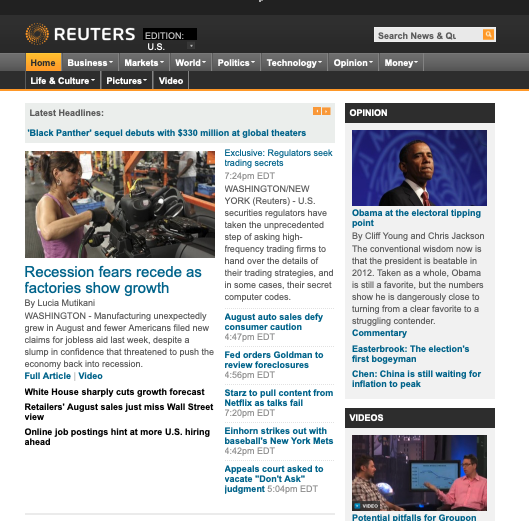 REUTERS
EDITION:
U.S.
Search News & Qu
Home Business Markets World Politics Technology Opinion Money
Life & Culture Pictures Video
Latest Headlines:
'Black Panther' sequel debuts with $330 million at global theaters
Recession fears recede as
factories show growth
By Lucia Mutikani
WASHINGTON - Manufacturing unexpectedly
grew in August and fewer Americans filed new
claims for jobless aid last week, despite a
slump in confidence that threatened to push the
economy back into recession.
Full Article | Video
White House sharply cuts growth forecast
Retailers' August sales just miss Wall Street
view
Online job postings hint at more U.S. hiring
ahead
Exclusive: Regulators seek
trading secrets
7:24pm EDT
WASHINGTON/NEW
YORK (Reuters) - U.S.
securities regulators have
taken the unprecedented
step of asking high-
frequency trading firms to
hand over the details of
their trading strategies, and
in some cases, their secret
computer codes.
August auto sales defy
consumer caution
4:47pm EDT
Fed orders Goldman to
review foreclosures
4:56pm EDT
Starz to pull content from
Netflix as talks fail
7:20pm EDT
Einhorn strikes out with
baseball's New York Mets
4:42pm EDT
Appeals court asked to
vacate "Don't Ask"
judgment 5:04pm EDT
OPINION
Obama at the electoral tipping
point
By Cliff Young and Chris Jackson
The conventional wisdom now is
that the president is beatable in
2012. Taken as a whole, Obama
is still a favorite, but the numbers
show he is dangerously close to
turning from a clear favorite to a
struggling contender.
Commentary
Easterbrook: The election's
first bogeyman
Chen: China is still waiting for
inflation to peak
VIDEOS
VIDEO
Potential pitfalls for Groupon